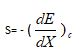 S= - ( dE / dX ) c